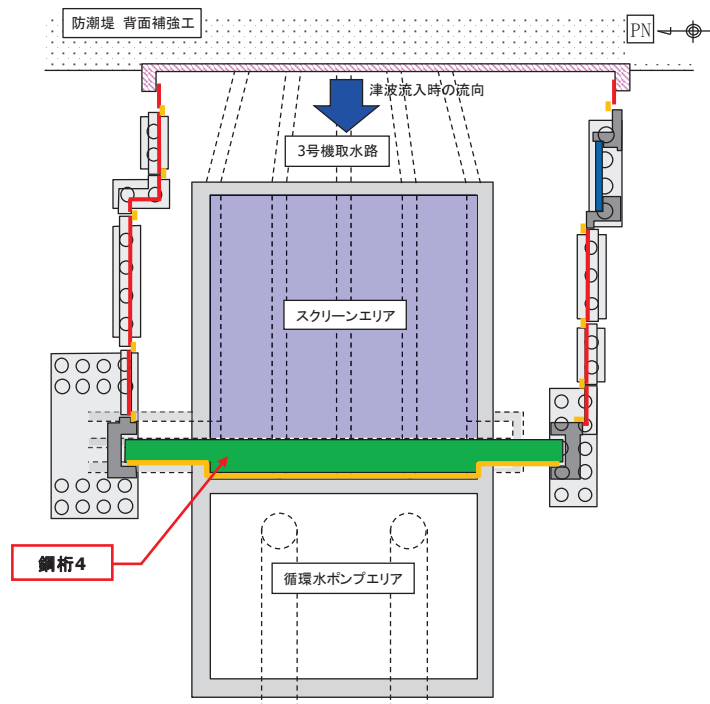 防潮堤 背面補強工
PN
津波流入時の流向
3号機取水路
スクリーンエリア
鋼桁4
循環水ポンプエリア